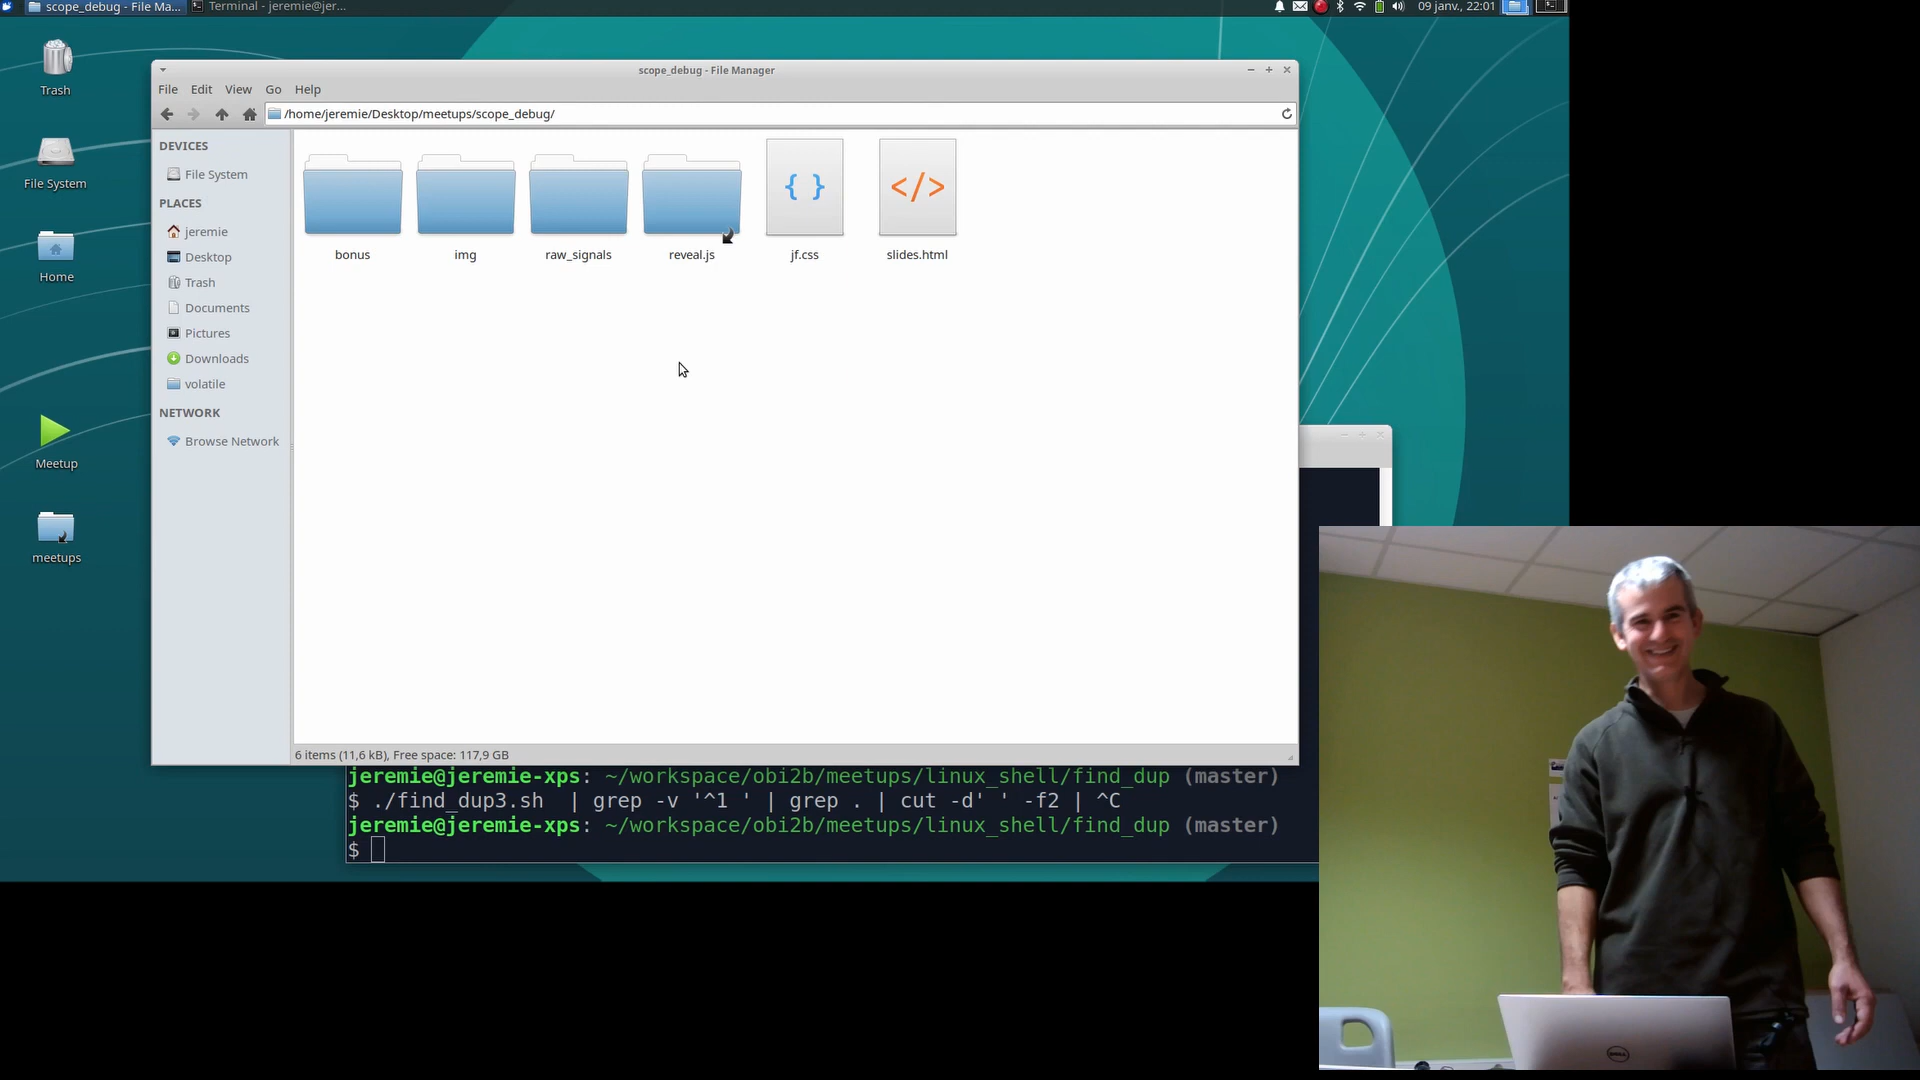 scope_debug - File Ma...
Terminal - jeremie@jer...
09 janv., 22:01
Trash
File System
Home
Meetup
meetups
scope_debug - File Manager
File Edit View Go Help
/home/jeremie/Desktop/meetups/scope_debug/
DEVICES
File System
PLACES
jeremie
Desktop
Trash
Documents
Pictures
Downloads
volatile
NETWORK
Browse Network
{ }
</>
bonus
img
raw_signals
reveal.js
jf.css
slides.html
6 items (11,6 kB), Free space: 117,9 GB
jeremie@jeremie-xps: ~/workspace/obi2b/meetups/linux_shell/find_dup (master)
$ ./find_dup3.sh | grep -v '^1 ' | grep . | cut -d' ' -f2 | ^C
jeremie@jeremie-xps: ~/workspace/obi2b/meetups/linux_shell/find_dup (master)
$
DELL